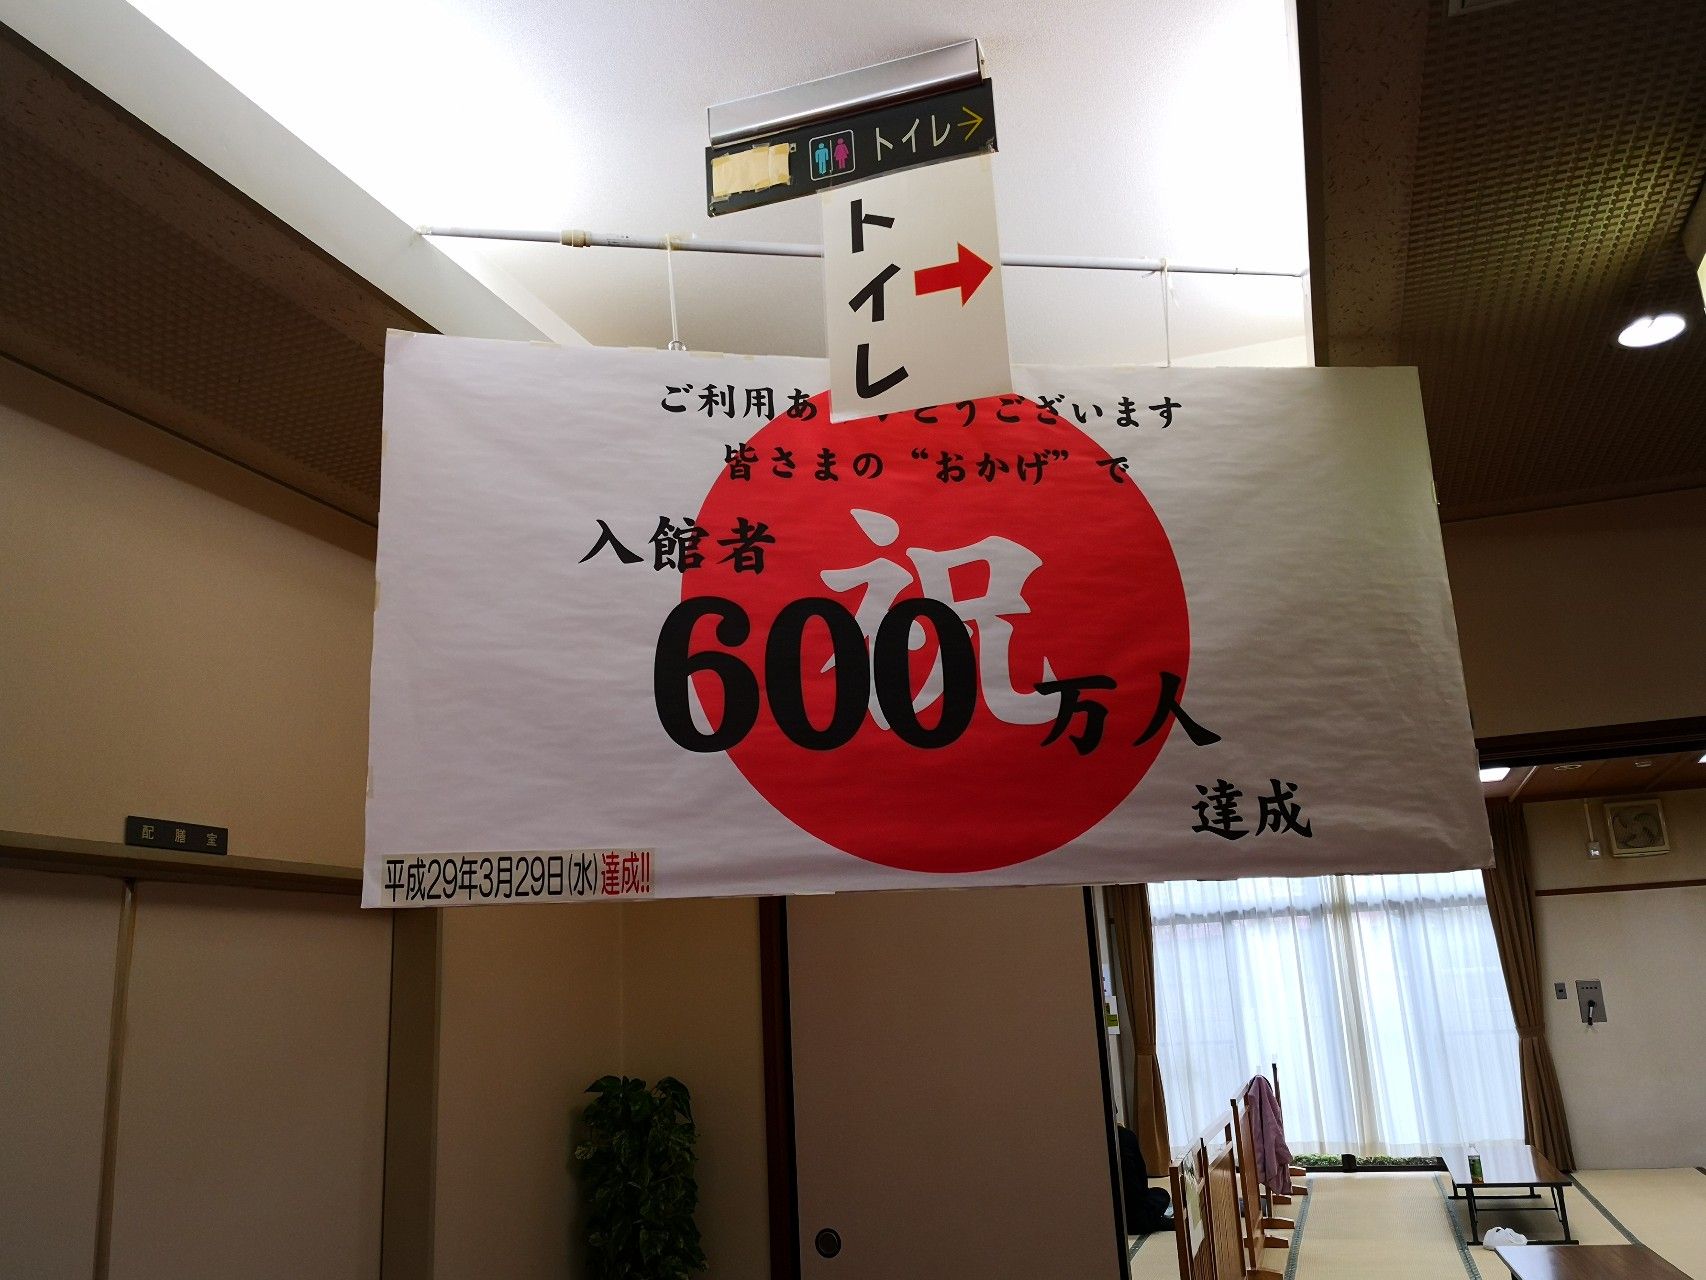 トイレ→
トイレ
ご利用あ とうございます
皆さまの“おかげ”で
祝
入館者
600万人
達成
平成29年3月29日(水)達成!!
配膳室